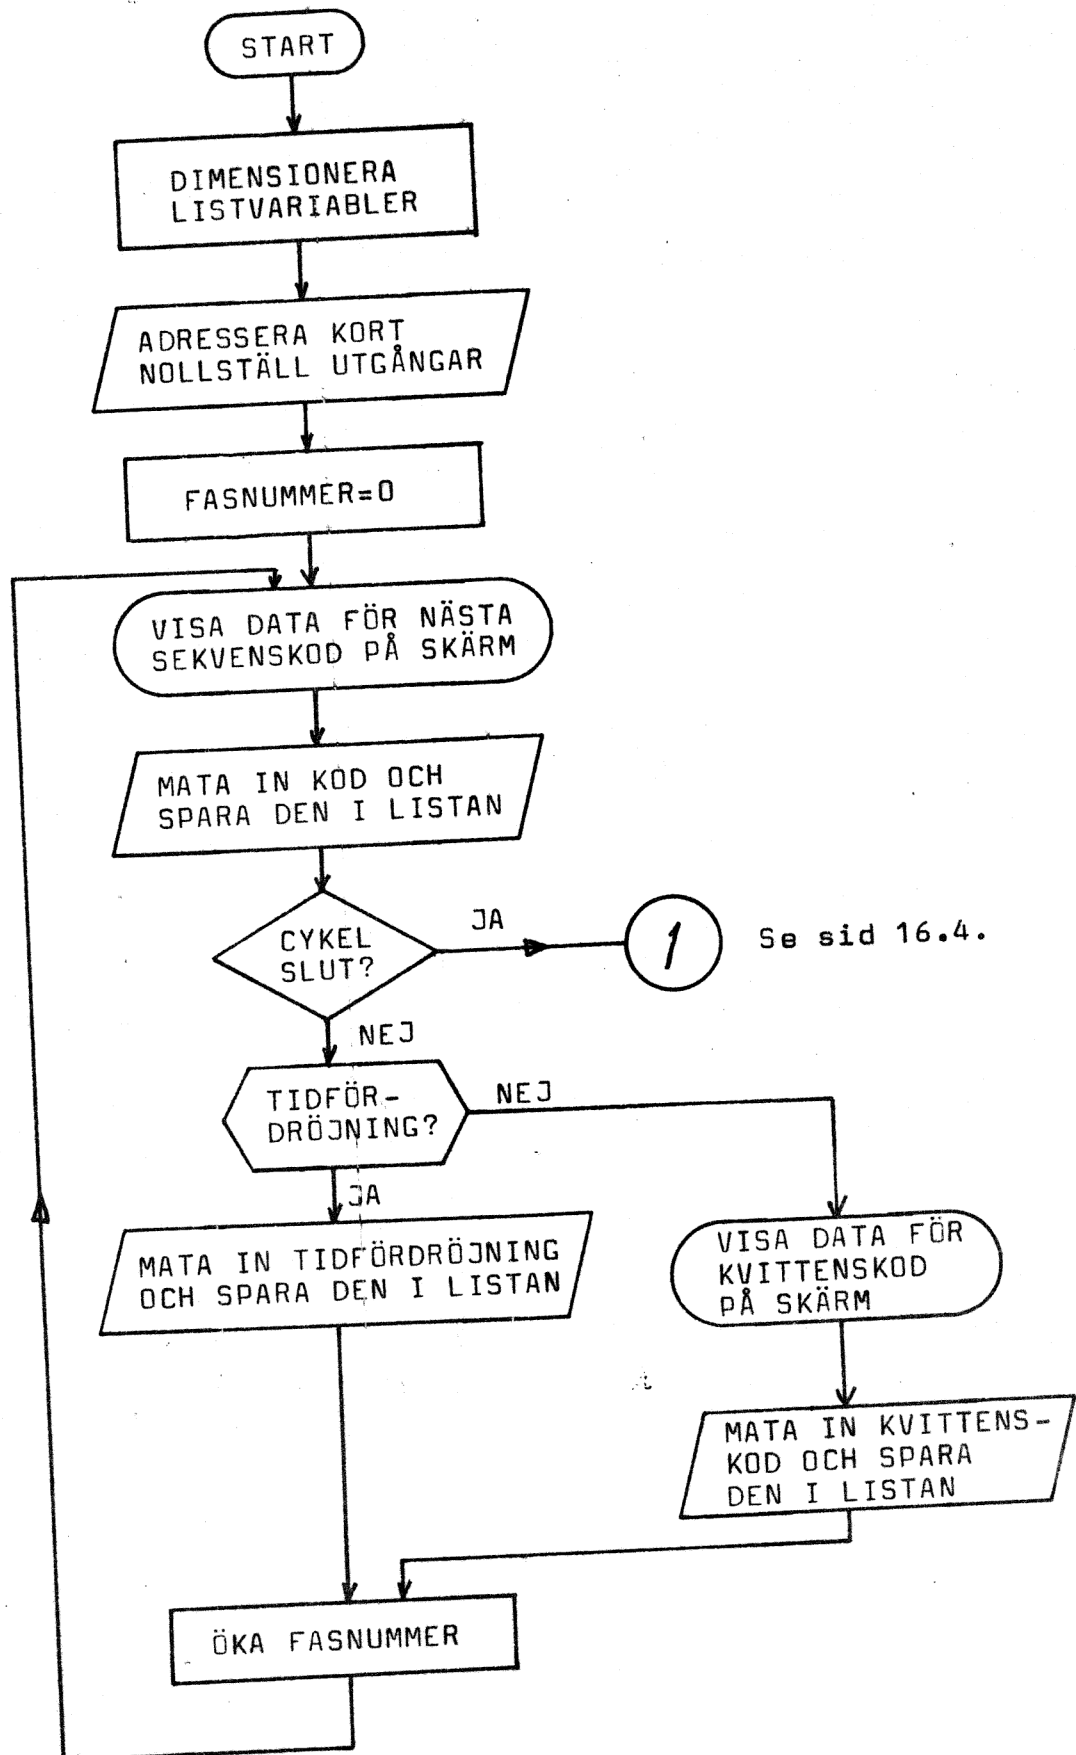 START
DIMENSIONERA
LISTVARIABLER
ADRESSERA KORT
NOLLSTÄLL UTGÅNGAR
FASNUMMER=0
VISA DATA FÖR NÄSTA
SEKVENSKOD PÅ SKÄRM
MATA IN KOD OCH
SPARA DEN I LISTAN
CYKEL
SLUT?
JA
1
Se sid 16.4.
NEJ
TIDFÖR-
DRÖJNING?
NEJ
JA
MATA IN TIDFÖRDRÖJNING
OCH SPARA DEN I LISTAN
VISA DATA FÖR
KVITTENSKOD
PÅ SKÄRM
MATA IN KVITTENS-
KOD OCH SPARA
DEN I LISTAN
ÖKA FASNUMMER